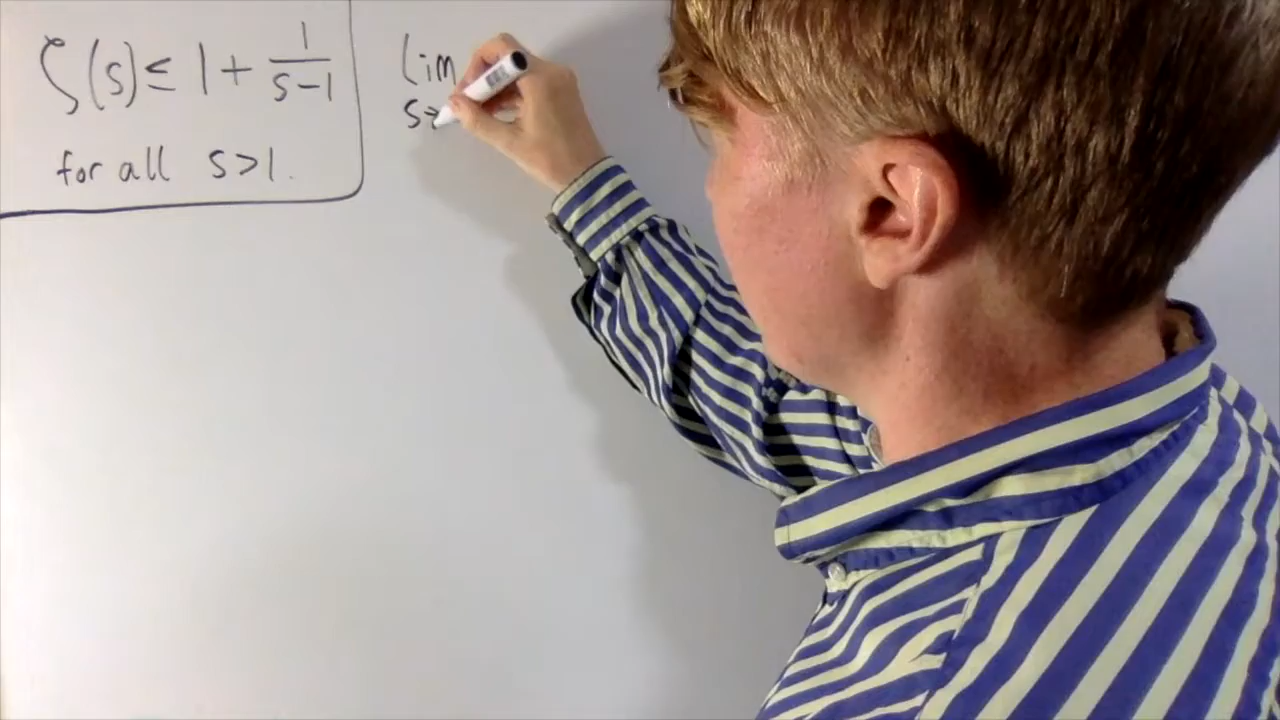 ζ(s) ≤ 1 + 1/(s-1)
for all s>1.
lim
s→